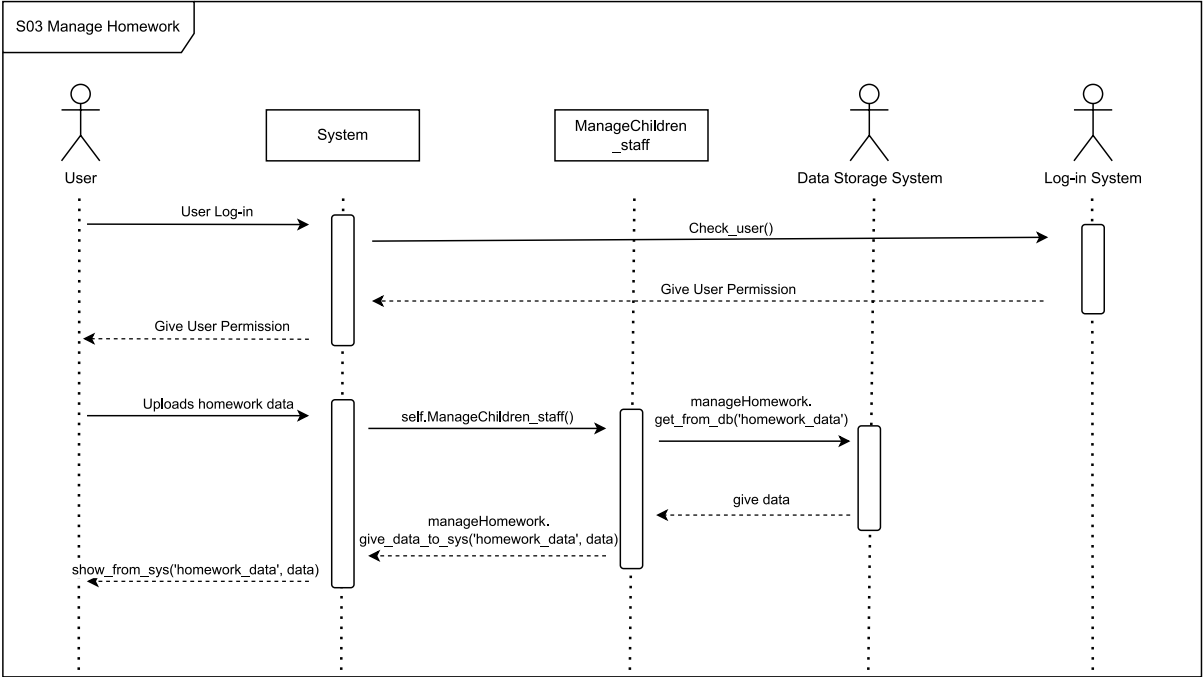 S03 Manage Homework
System
ManageChildren
_staff
User
Data Storage System
Log-in System
User Log-in
Check_user()
Give User Permission
Give User Permission
Uploads homework data
self.ManageChildren_staff()
manageHomework.
get_from_db('homework_data')
give data
manageHomework.
give_data_to_sys('homework_data', data)
show_from_sys('homework_data', data)